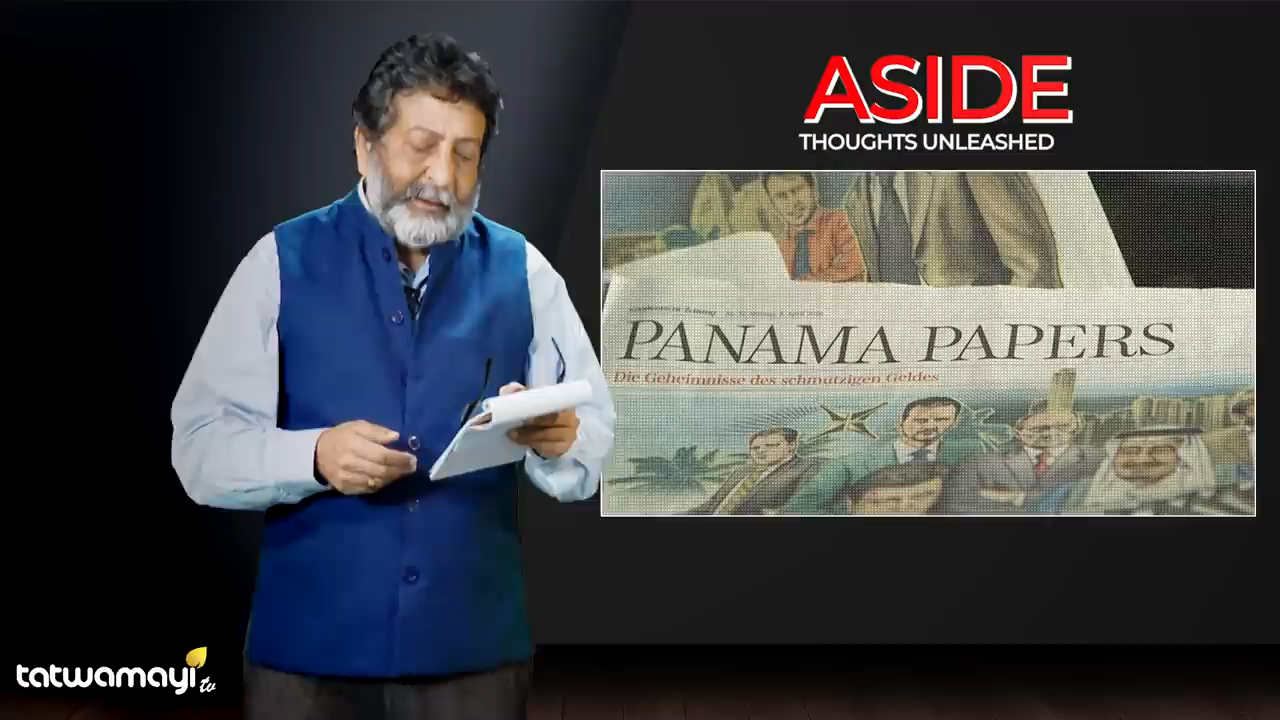 ASIDE
THOUGHTS UNLEASHED
PANAMA PAPERS
Die Geheimnisse des schmutzigen Geldes
tatwamayi tv